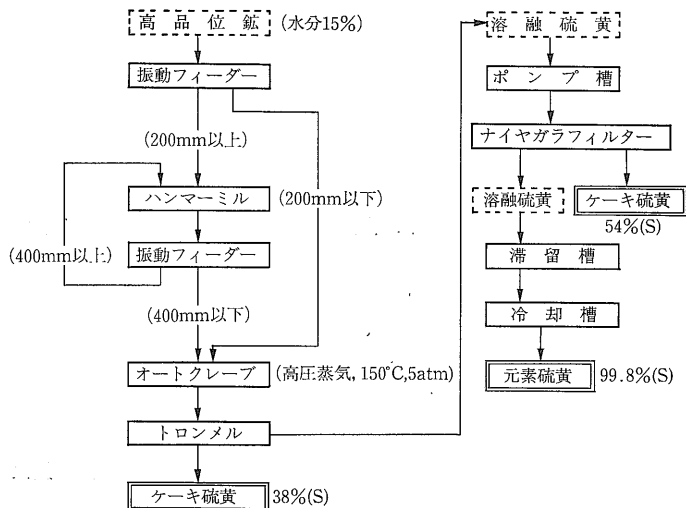 高品位鉱 (水分15%)
振動フィーダー
(200mm以上)
ハンマーミル
(200mm以下)
(400mm以上)
振動フィーダー
(400mm以下)
オートクレーブ (高圧蒸気, 150℃, 5atm)
トロンメル
ケーキ硫黄 38%(S)
溶融硫黄
ポンプ槽
ナイヤガラフィルター
溶融硫黄
ケーキ硫黄
54%(S)
滞留槽
冷却槽
元素硫黄 99.8%(S)